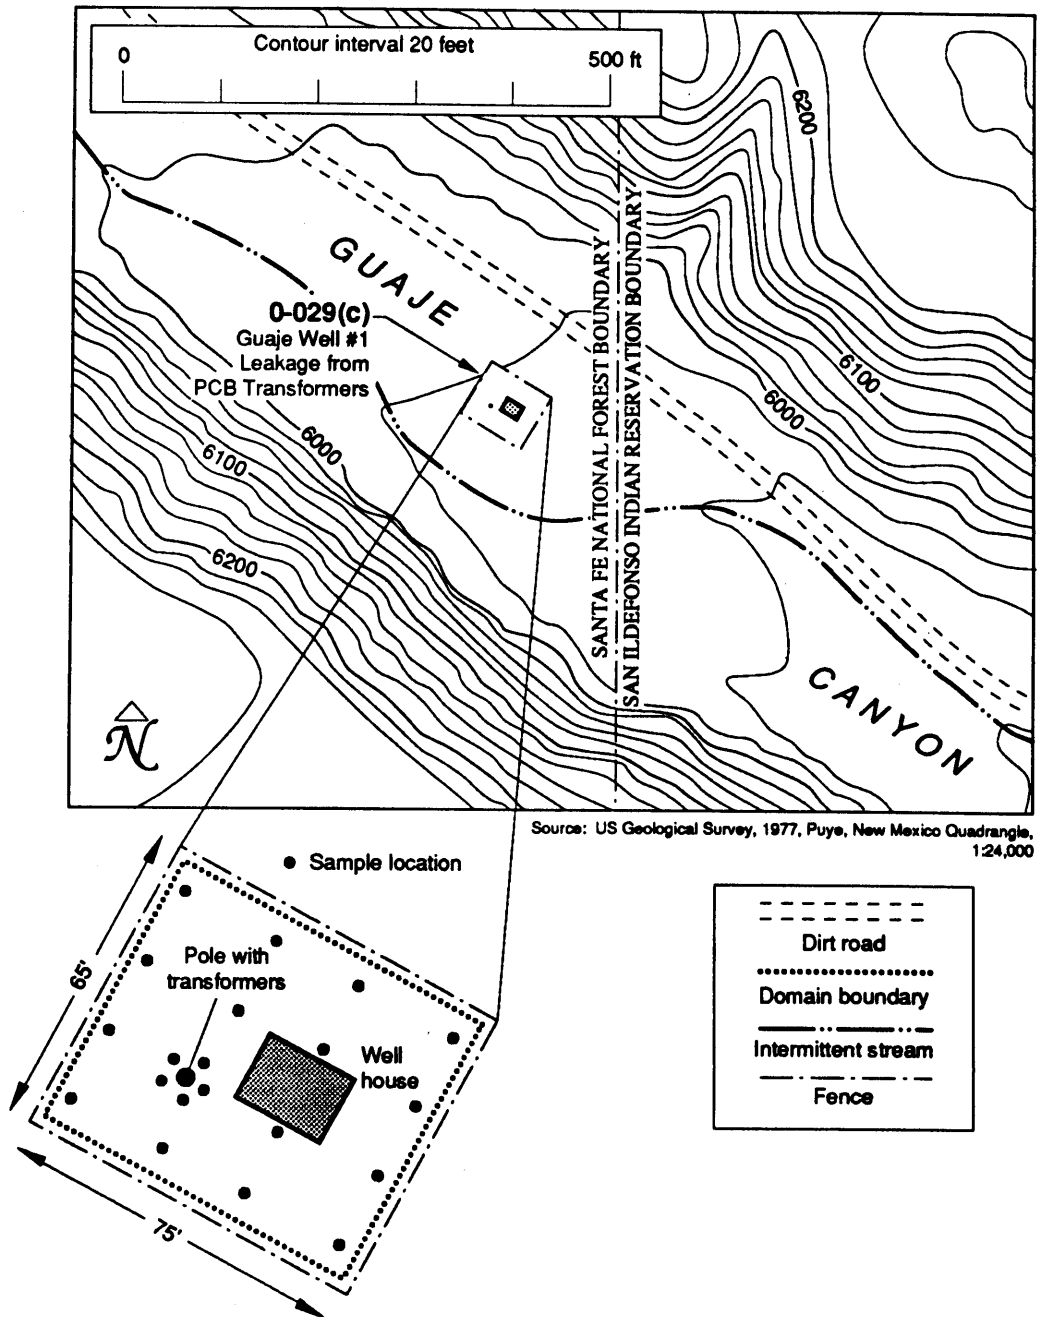 Contour interval 20 feet
0
500 ft
6200
GUAJE
0-029(c)
Guaje Well #1
Leakage from
PCB Transformers
SANTA FE NATIONAL FOREST BOUNDARY
SAN ILDEFONSO INDIAN RESERVATION BOUNDARY
6100
6000
6000
6100
6200
CANYON
N
Source: US Geological Survey, 1977, Puye, New Mexico Quadrangle,
1:24,000
Sample location
65'
Pole with
transformers
Well
house
75'
Dirt road
Domain boundary
Intermittent stream
Fence